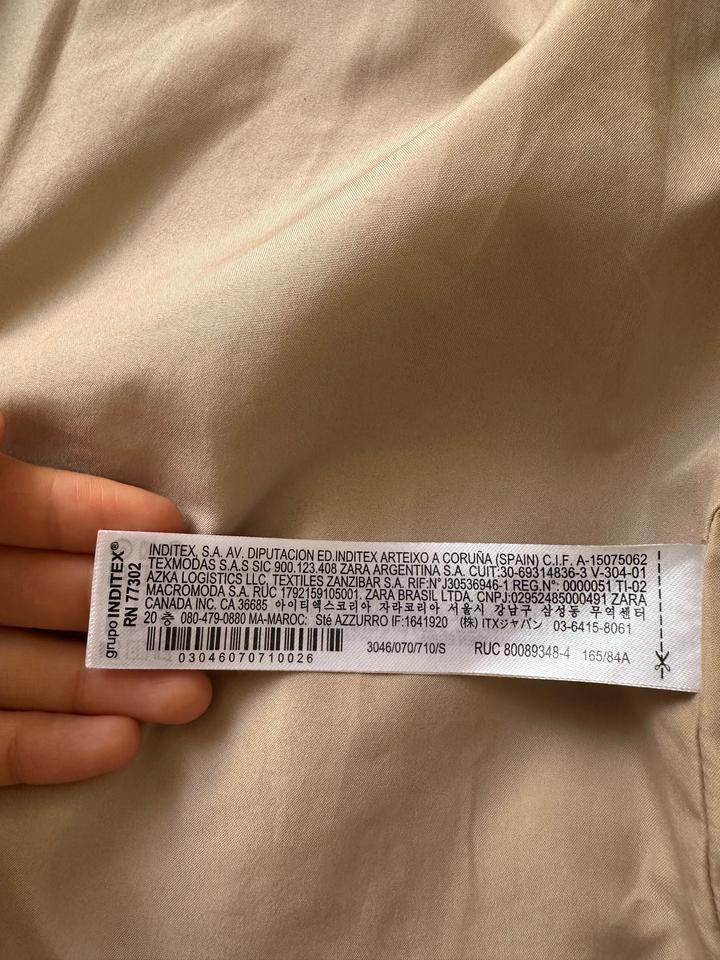 grupo INDITEX®
RN 77302
INDITEX, S.A. AV. DIPUTACION ED.INDITEX ARTEIXO A CORUÑA (SPAIN) C.I.F. A-15075062
TEXMODAS S.A.S SIC 900.123.408 ZARA ARGENTINA S.A. CUIT:30-69314836-3 V-304-01
AZKA LOGISTICS LLC, TEXTILES ZANZIBAR S.A. RIF:N°J30536946-1 REG.N°: 0000051 TI-02
MACROMODA S.A. RUC 1792159105001. ZARA BRASIL LTDA. CNPJ:02952485000491 ZARA
CANADA INC. CA 36685 아이티엑스코리아 자라코리아 서울시 강남구 삼성동 무역센터
20 층 080-479-0880 MA-MAROC: Sté AZZURRO IF:1641920 (株) ITXジャパン 03-6415-8061
03046070710026
3046/070/710/S
RUC 80089348-4
165/84A